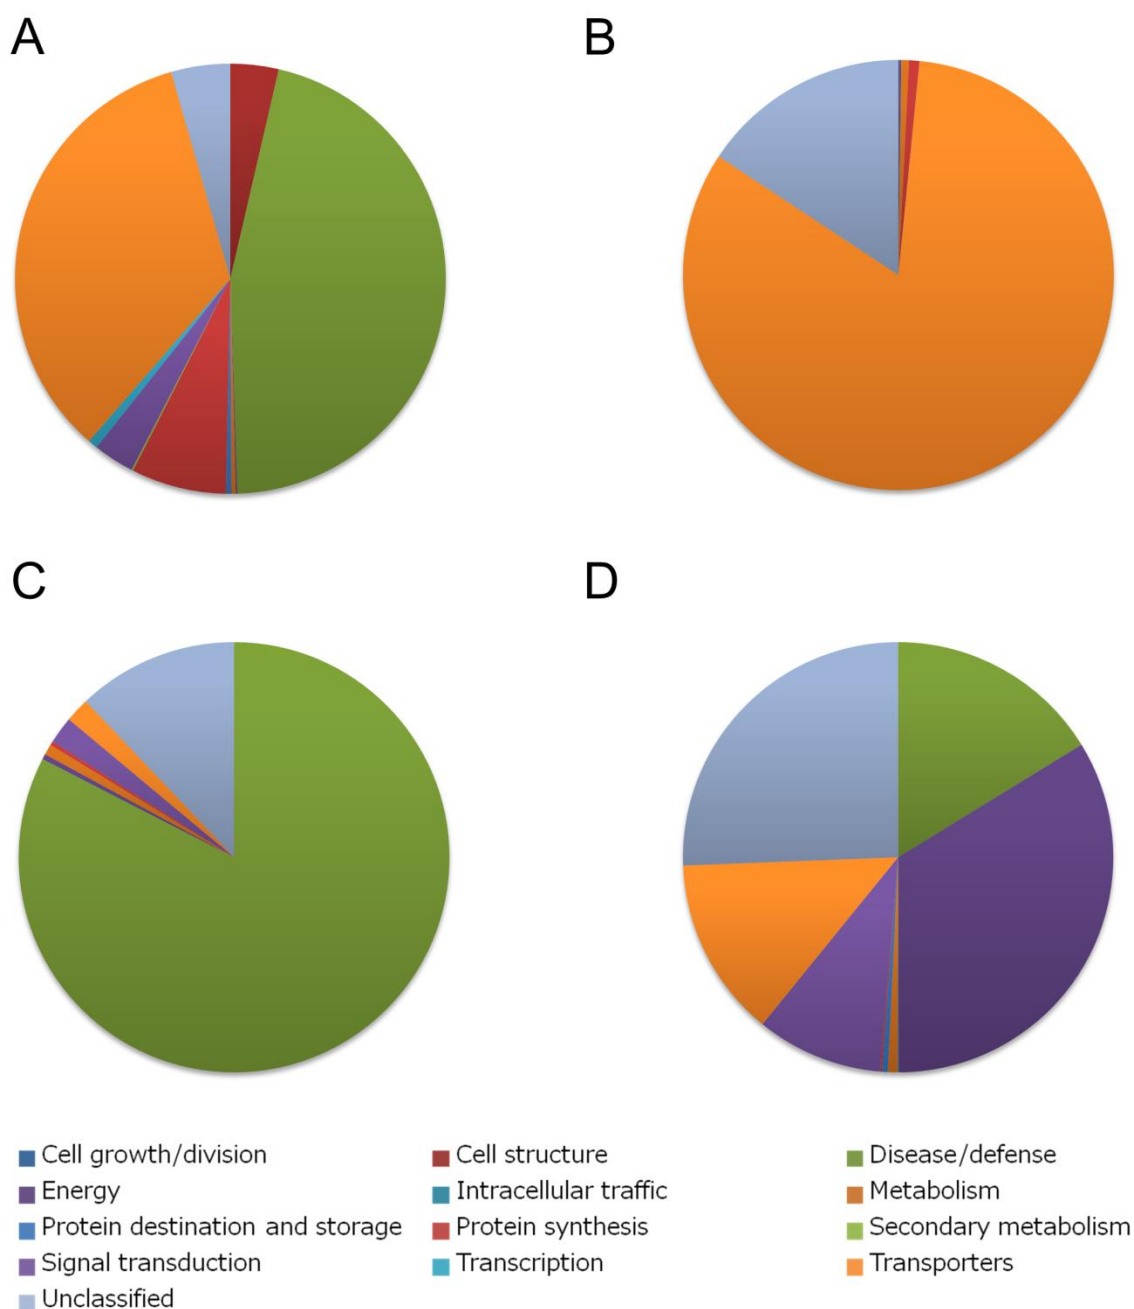 A
B
C
D
Cell growth/division Cell structure Disease/defense
Energy Intracellular traffic Metabolism
Protein destination and storage Protein synthesis Secondary metabolism
Signal transduction Transcription Transporters
Unclassified